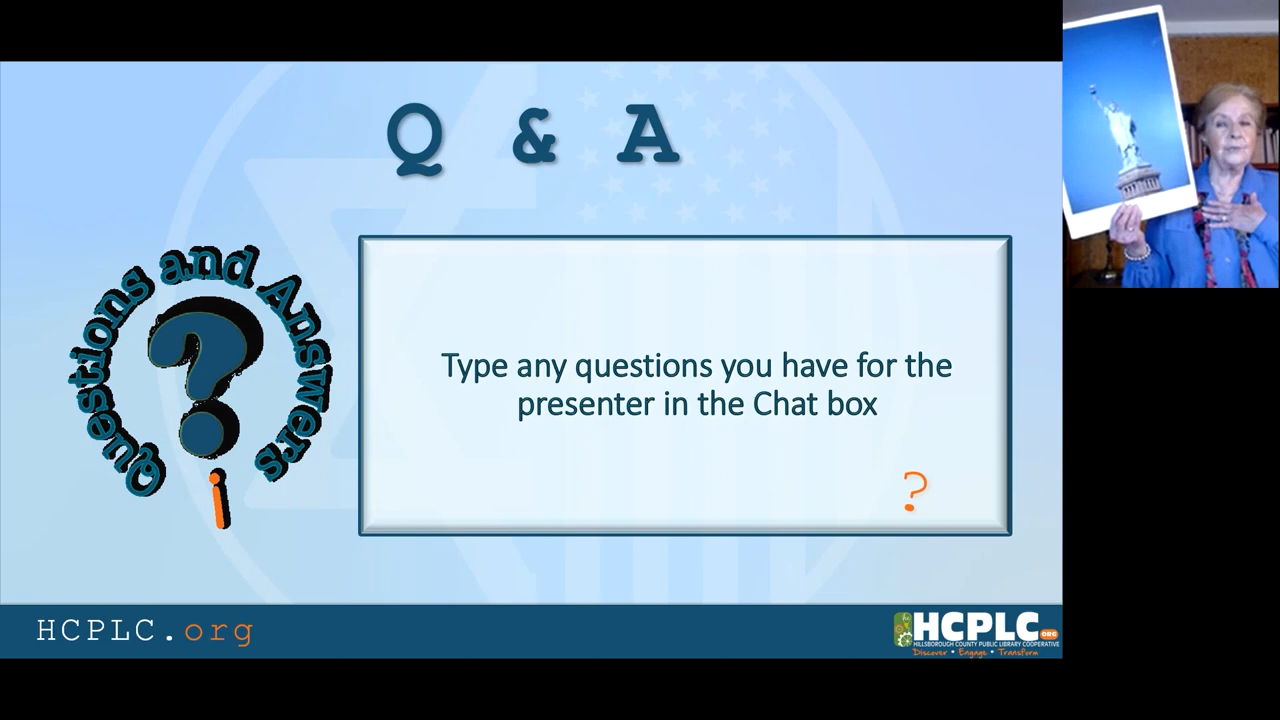 Q & A
Questions and Answers
?
i
Type any questions you have for the
presenter in the Chat box
?
HCPLC.org
HCPLC.ORG
HILLSBOROUGH COUNTY PUBLIC LIBRARY COOPERATIVE
Discover • Engage • Transform